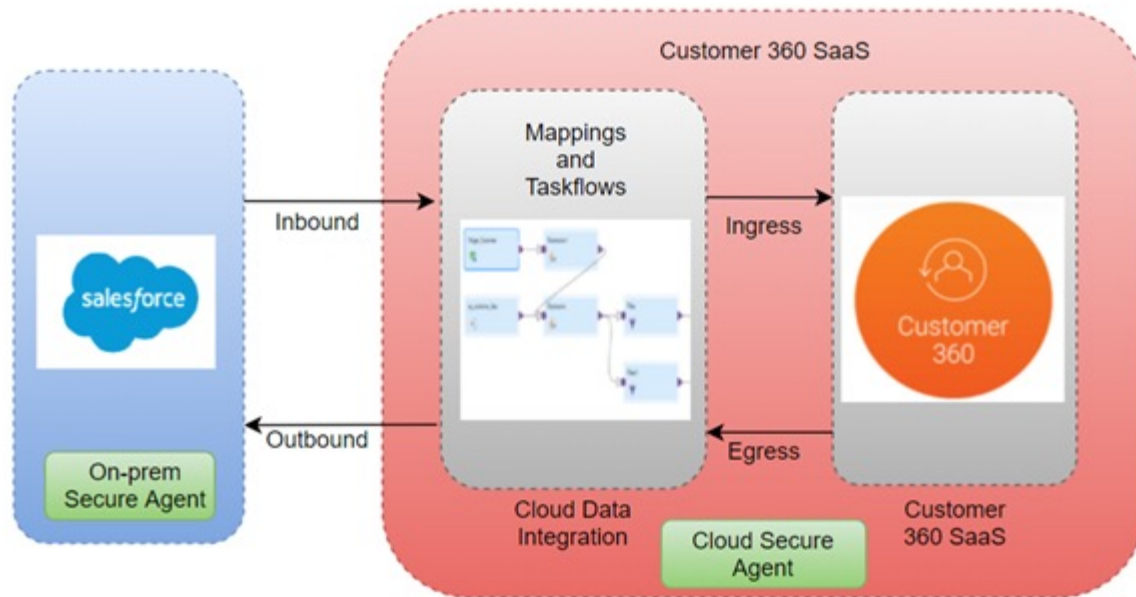 Customer 360 SaaS
Mappings
and
Taskflows
Inbound
Ingress
salesforce
Customer
360
Outbound
Egress
On-prem
Secure Agent
Cloud Data
Integration
Customer
360 SaaS
Cloud Secure
Agent